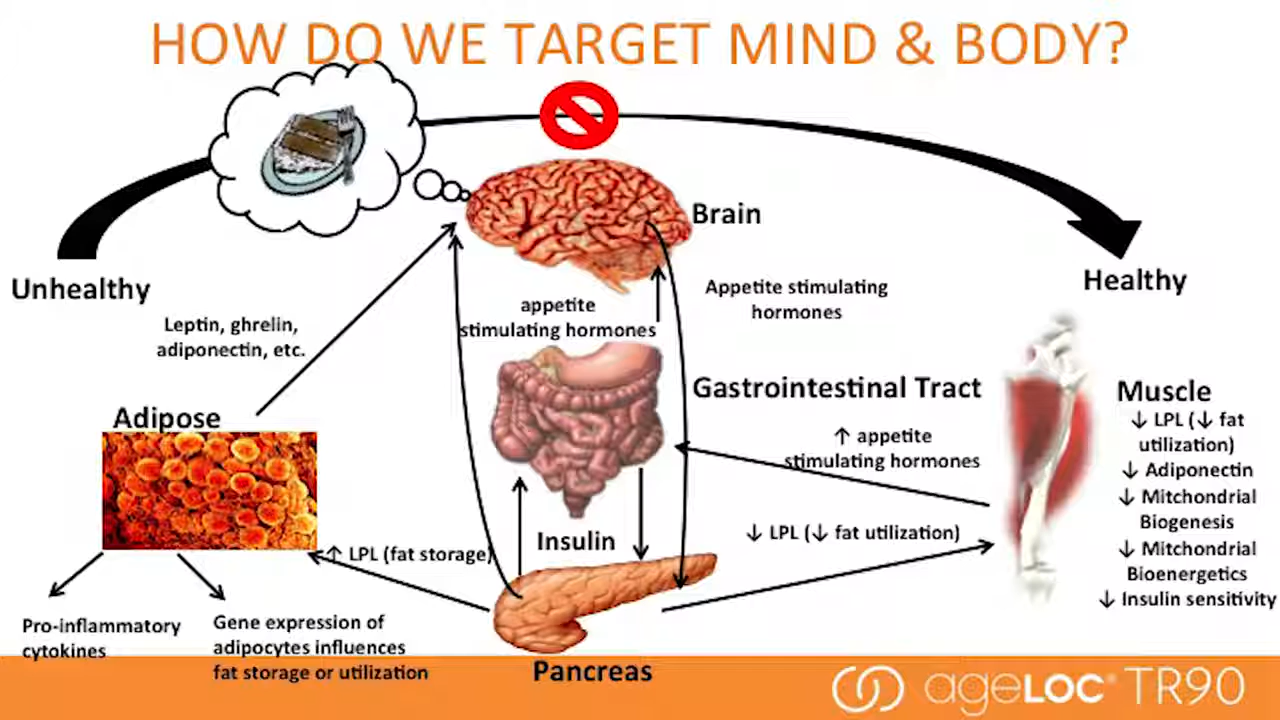 HOW DO WE TARGET MIND & BODY?
Brain
Unhealthy
Healthy
Leptin, ghrelin,
adiponectin, etc.
appetite
stimulating hormones
Appetite stimulating
hormones
Adipose
Gastrointestinal Tract
↑ appetite
stimulating hormones
Muscle
↓ LPL (↓ fat
utilization)
↓ Adiponectin
↓ Mitchondrial
Biogenesis
↓ Mitchondrial
Bioenergetics
↓ Insulin sensitivity
Insulin
↑ LPL (fat storage)
↓ LPL (↓ fat utilization)
Pro-inflammatory
cytokines
Gene expression of
adipocytes influences
fat storage or utilization
Pancreas
ageLOC® TR90